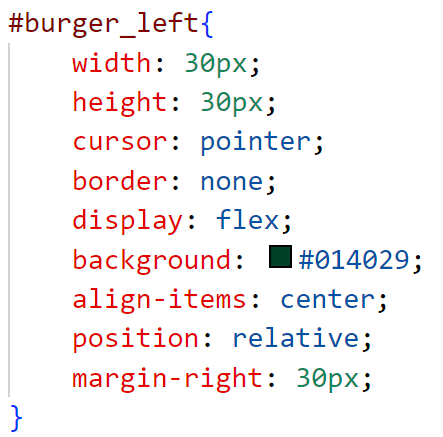 #burger_left{
    width: 30px;
    height: 30px;
    cursor: pointer;
    border: none;
    display: flex;
    background: #014029;
    align-items: center;
    position: relative;
    margin-right: 30px;
}